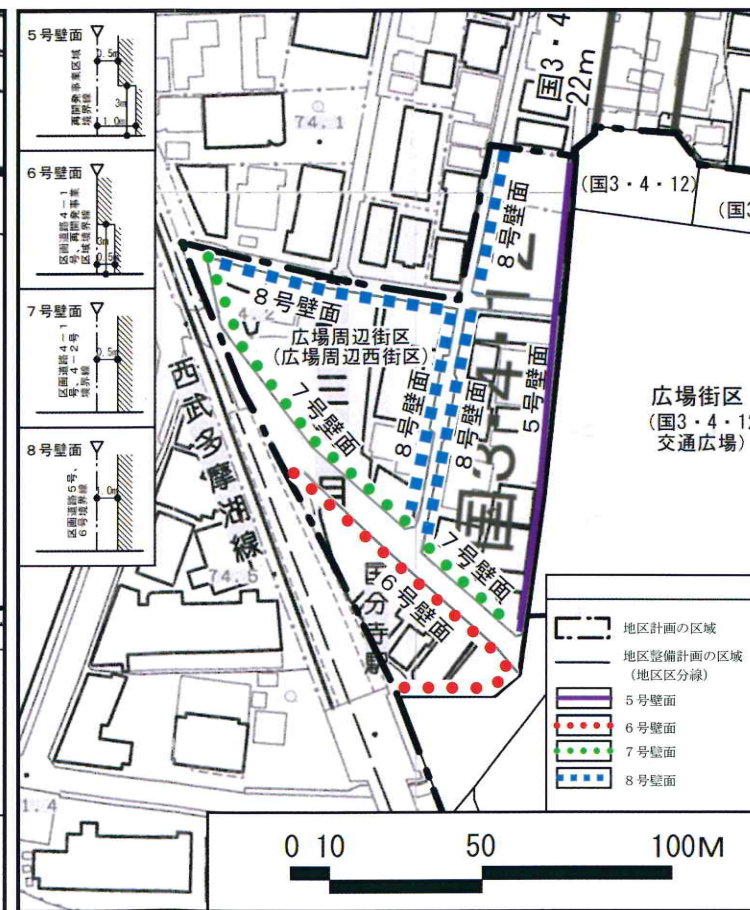 5号壁面
0.5m
再開発事業区域
境界線
3m
1.0m
6号壁面
区画道路4－1
号、再開発事業
区域境界線
3m
0.5m
7号壁面
区画道路4－1
号、4－2号
境界線
0.5m
8号壁面
区画道路5号、
6号境界線
1.0m
国3・4
22m
74.1
(国3・4・12)
(国3
8号壁面
8号壁面
4.2
広場周辺街区
(広場周辺西街区)
7号壁面
8号壁面
8号壁面
5号壁面
国3・4・12
広場街区
(国3・4・12
交通広場)
西武多摩湖線
7号壁面
6号壁面
国分寺駅
74.5
地区計画の区域
地区整備計画の区域
(地区区分線)
5号壁面
6号壁面
7号壁面
8号壁面
1.4
0 10 50 100M